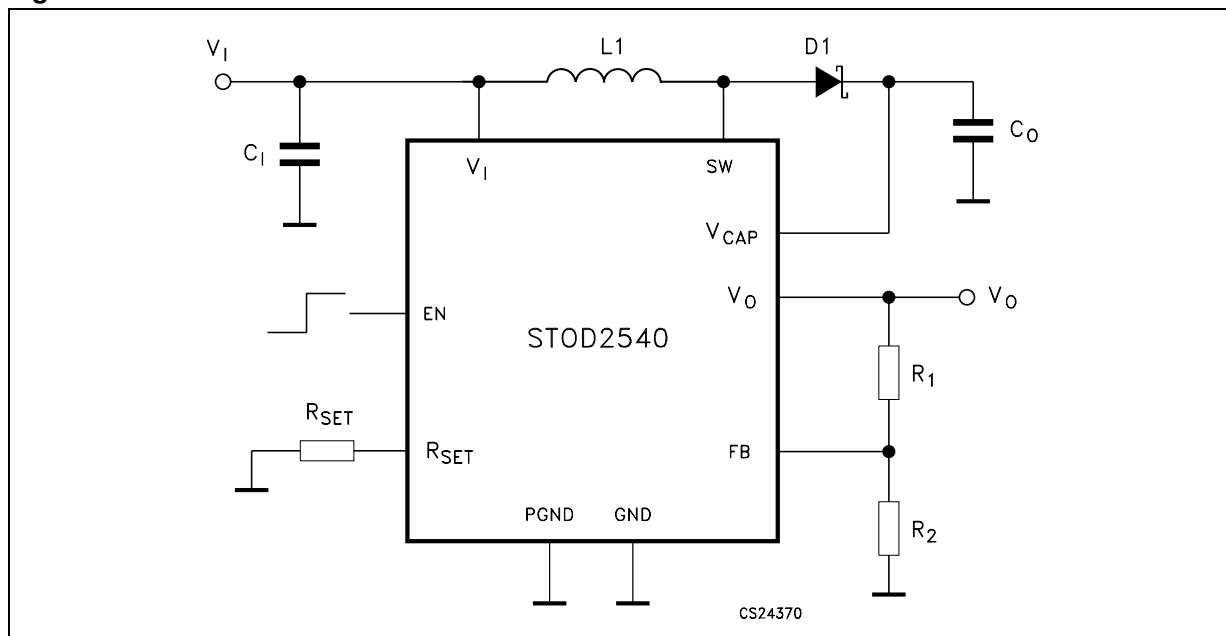 V_I
L1
D1
C_I
V_I
SW
C_O
V_CAP
V_O
V_O
EN
STOD2540
R_1
R_SET
R_SET
FB
PGND
GND
R_2
CS24370